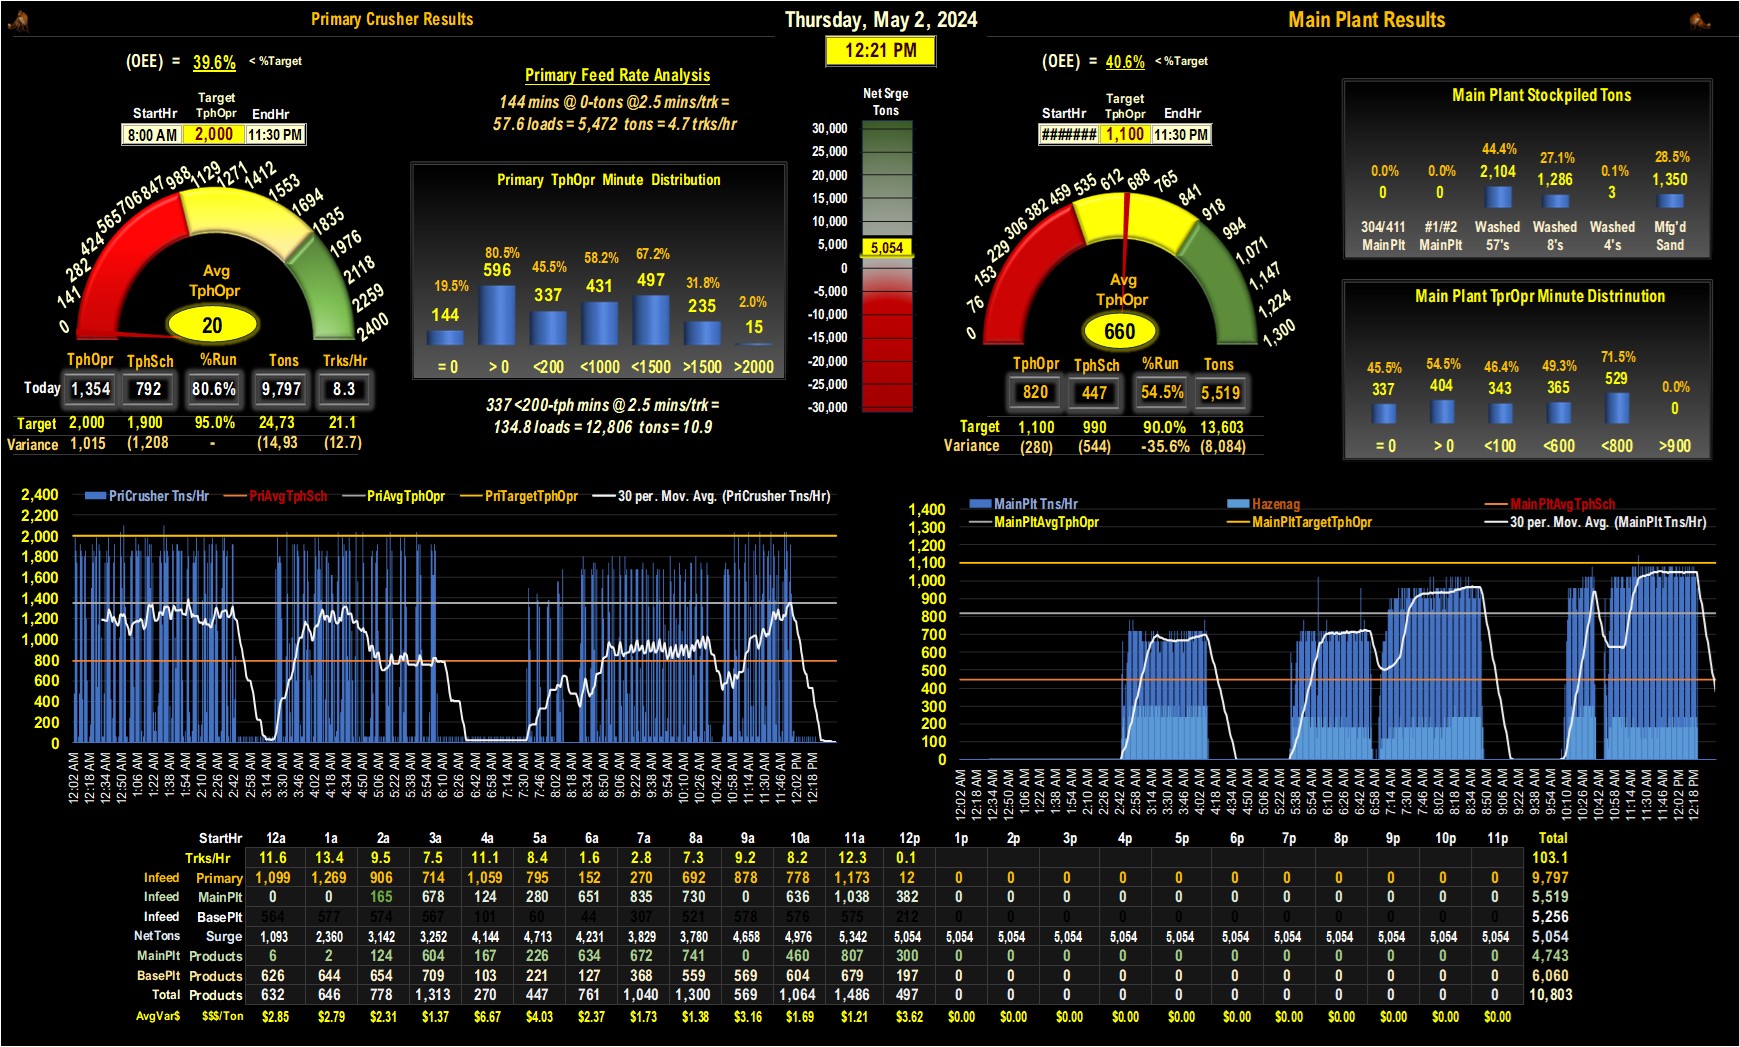 Primary Crusher Results
Thursday, May 2, 2024
Main Plant Results
12:21 PM
(OEE) = 39.6% < %Target
StartHr Target TphOpr EndHr
8:00 AM 2,000 11:30 PM
0 141 282 424 565 706 847 988 1129 1271 1412 1553 1694 1835 1976 2118 2259 2400
Avg
TphOpr
20
TphOpr TphSch %Run Tons Trks/Hr
Today 1,354 792 80.6% 9,797 8.3
Target 2,000 1,900 95.0% 24,73 21.1
Variance 1,015 (1,208 - (14,93 (12.7)
Primary Feed Rate Analysis
144 mins @ 0-tons @2.5 mins/trk =
57.6 loads = 5,472 tons = 4.7 trks/hr
Primary TphOpr Minute Distribution
19.5% 80.5% 45.5% 58.2% 67.2% 31.8% 2.0%
144 596 337 431 497 235 15
= 0 > 0 <200 <1000 <1500 >1500 >2000
337 <200-tph mins @ 2.5 mins/trk =
134.8 loads = 12,806 tons = 10.9
Net Srge
Tons
30,000
25,000
20,000
15,000
10,000
5,000
5,054
0
-5,000
-10,000
-15,000
-20,000
-25,000
-30,000
(OEE) = 40.6% < %Target
StartHr Target TphOpr EndHr
####### 1,100 11:30 PM
0 76 153 229 306 382 459 535 612 688 765 841 918 994 1,071 1,147 1,224 1,300
Avg
TphOpr
660
TphOpr TphSch %Run Tons
820 447 54.5% 5,519
Target 1,100 990 90.0% 13,603
Variance (280) (544) -35.6% (8,084)
Main Plant Stockpiled Tons
0.0% 0.0% 44.4% 27.1% 0.1% 28.5%
0 0 2,104 1,286 3 1,350
304/411 #1/#2 Washed Washed Washed Mfg'd
MainPlt MainPlt 57's 8's 4's Sand
Main Plant TprOpr Minute Distrinution
45.5% 54.5% 46.4% 49.3% 71.5% 0.0%
337 404 343 365 529 0
= 0 > 0 <100 <600 <800 >900
PriCrusher Tns/Hr PriAvgTphSch PriAvgTphOpr PriTargetTphOpr 30 per. Mov. Avg. (PriCrusher Tns/Hr)
2,400
2,200
2,000
1,800
1,600
1,400
1,200
1,000
800
600
400
200
0
12:02 AM 12:18 AM 12:34 AM 12:50 AM 1:06 AM 1:22 AM 1:38 AM 1:54 AM 2:10 AM 2:26 AM 2:42 AM 2:58 AM 3:14 AM 3:30 AM 3:46 AM 4:02 AM 4:18 AM 4:34 AM 4:50 AM 5:06 AM 5:22 AM 5:38 AM 5:54 AM 6:10 AM 6:26 AM 6:42 AM 6:58 AM 7:14 AM 7:30 AM 7:46 AM 8:02 AM 8:18 AM 8:34 AM 8:50 AM 9:06 AM 9:22 AM 9:38 AM 9:54 AM 10:10 AM 10:26 AM 10:42 AM 10:58 AM 11:14 AM 11:30 AM 11:46 AM 12:02 PM 12:18 PM
MainPlt Tns/Hr Hazenag MainPltAvgTphSch
MainPltAvgTphOpr MainPltTargetTphOpr 30 per. Mov. Avg. (MainPlt Tns/Hr)
1,400
1,300
1,200
1,100
1,000
900
800
700
600
500
400
300
200
100
0
12:02 AM 12:18 AM 12:34 AM 12:50 AM 1:06 AM 1:22 AM 1:38 AM 1:54 AM 2:10 AM 2:26 AM 2:42 AM 2:58 AM 3:14 AM 3:30 AM 3:46 AM 4:02 AM 4:18 AM 4:34 AM 4:50 AM 5:06 AM 5:22 AM 5:38 AM 5:54 AM 6:10 AM 6:26 AM 6:42 AM 6:58 AM 7:14 AM 7:30 AM 7:46 AM 8:02 AM 8:18 AM 8:34 AM 8:50 AM 9:06 AM 9:22 AM 9:38 AM 9:54 AM 10:10 AM 10:26 AM 10:42 AM 10:58 AM 11:14 AM 11:30 AM 11:46 AM 12:02 PM 12:18 PM
StartHr 12a 1a 2a 3a 4a 5a 6a 7a 8a 9a 10a 11a 12p 1p 2p 3p 4p 5p 6p 7p 8p 9p 10p 11p Total
Trks/Hr 11.6 13.4 9.5 7.5 11.1 8.4 1.6 2.8 7.3 9.2 8.2 12.3 0.1 103.1
Infeed Primary 1,099 1,269 906 714 1,059 795 152 270 692 878 778 1,173 12 0 0 0 0 0 0 0 0 0 0 0 9,797
Infeed MainPlt 0 0 165 678 124 280 651 835 730 0 636 1,038 382 0 0 0 0 0 0 0 0 0 0 0 5,519
Infeed BasePlt 564 577 574 567 101 60 44 307 521 578 576 575 212 0 0 0 0 0 0 0 0 0 0 0 5,256
NetTons Surge 1,093 2,360 3,142 3,252 4,144 4,713 4,231 3,829 3,780 4,658 4,976 5,342 5,054 5,054 5,054 5,054 5,054 5,054 5,054 5,054 5,054 5,054 5,054 5,054 5,054
MainPlt Products 6 2 124 604 167 226 634 672 741 0 460 807 300 0 0 0 0 0 0 0 0 0 0 0 4,743
BasePlt Products 626 644 654 709 103 221 127 368 559 569 604 679 197 0 0 0 0 0 0 0 0 0 0 0 6,060
Total Products 632 646 778 1,313 270 447 761 1,040 1,300 569 1,064 1,486 497 0 0 0 0 0 0 0 0 0 0 0 10,803
AvgVar$ $$$/Ton $2.85 $2.79 $2.31 $1.37 $6.67 $4.03 $2.37 $1.73 $1.38 $3.16 $1.69 $1.21 $3.62 $0.00 $0.00 $0.00 $0.00 $0.00 $0.00 $0.00 $0.00 $0.00 $0.00 $0.00